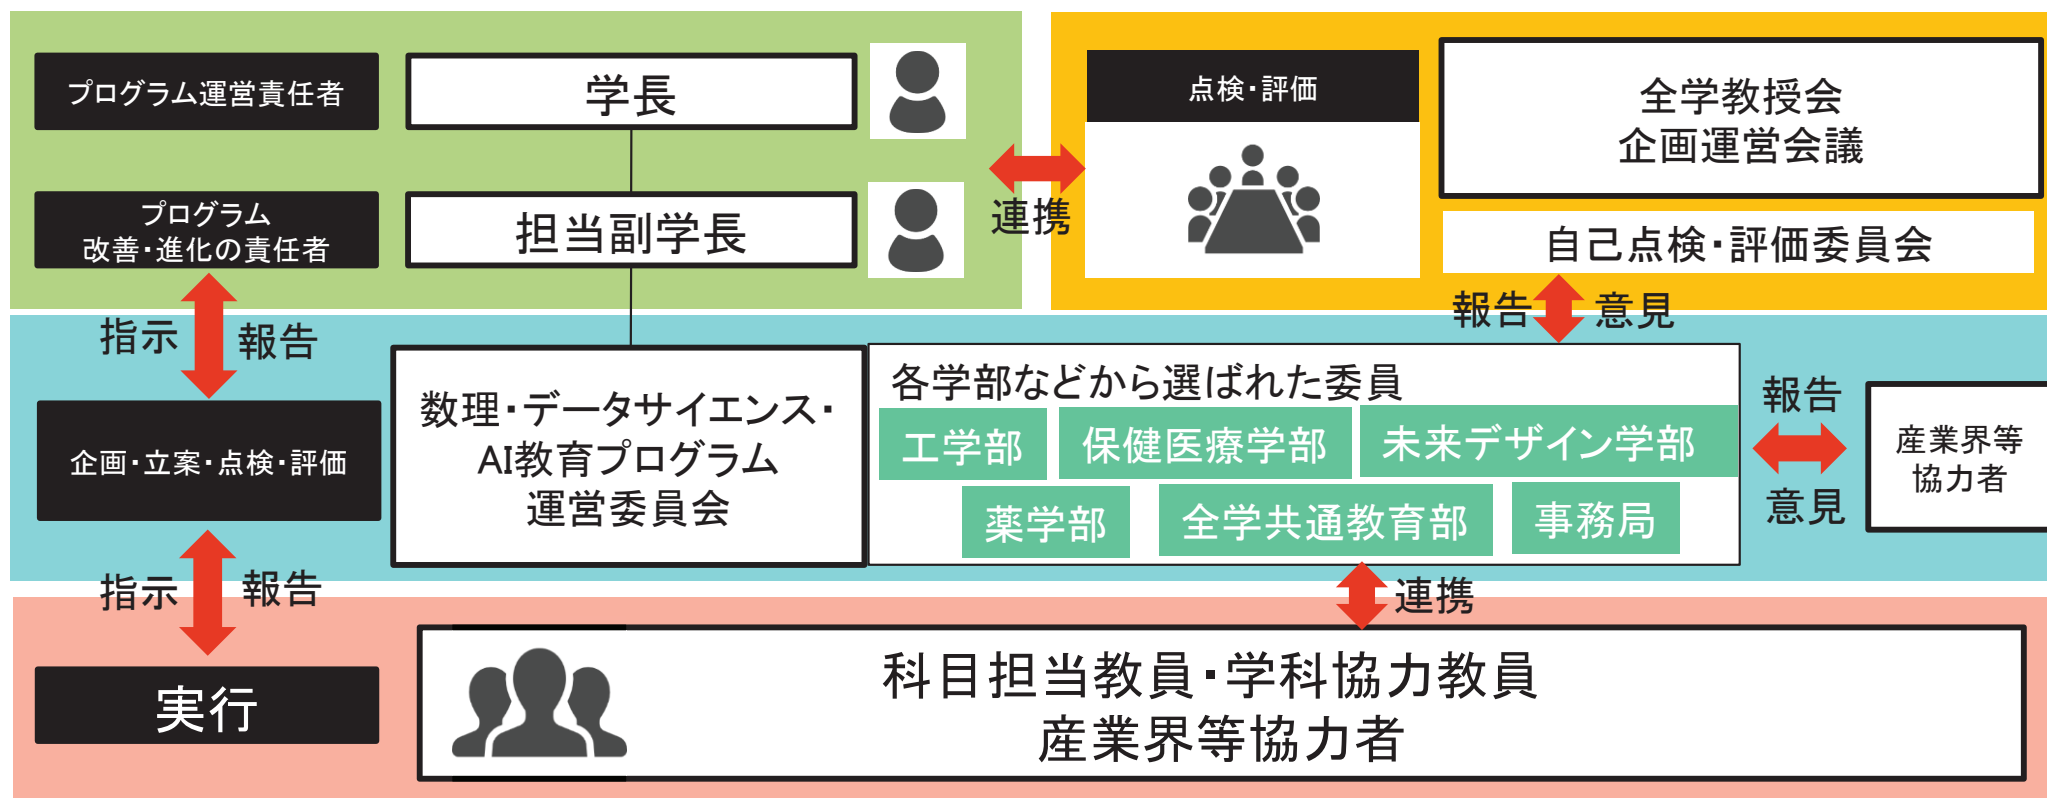 プログラム運営責任者
学長
点検・評価
全学教授会
企画運営会議
プログラム
改善・進化の責任者
担当副学長
連携
自己点検・評価委員会
指示
報告
報告
意見
企画・立案・点検・評価
数理・データサイエンス・
AI教育プログラム
運営委員会
各学部などから選ばれた委員
工学部
保健医療学部
未来デザイン学部
薬学部
全学共通教育部
事務局
報告
意見
産業界等
協力者
指示
報告
連携
実行
科目担当教員・学科協力教員
産業界等協力者